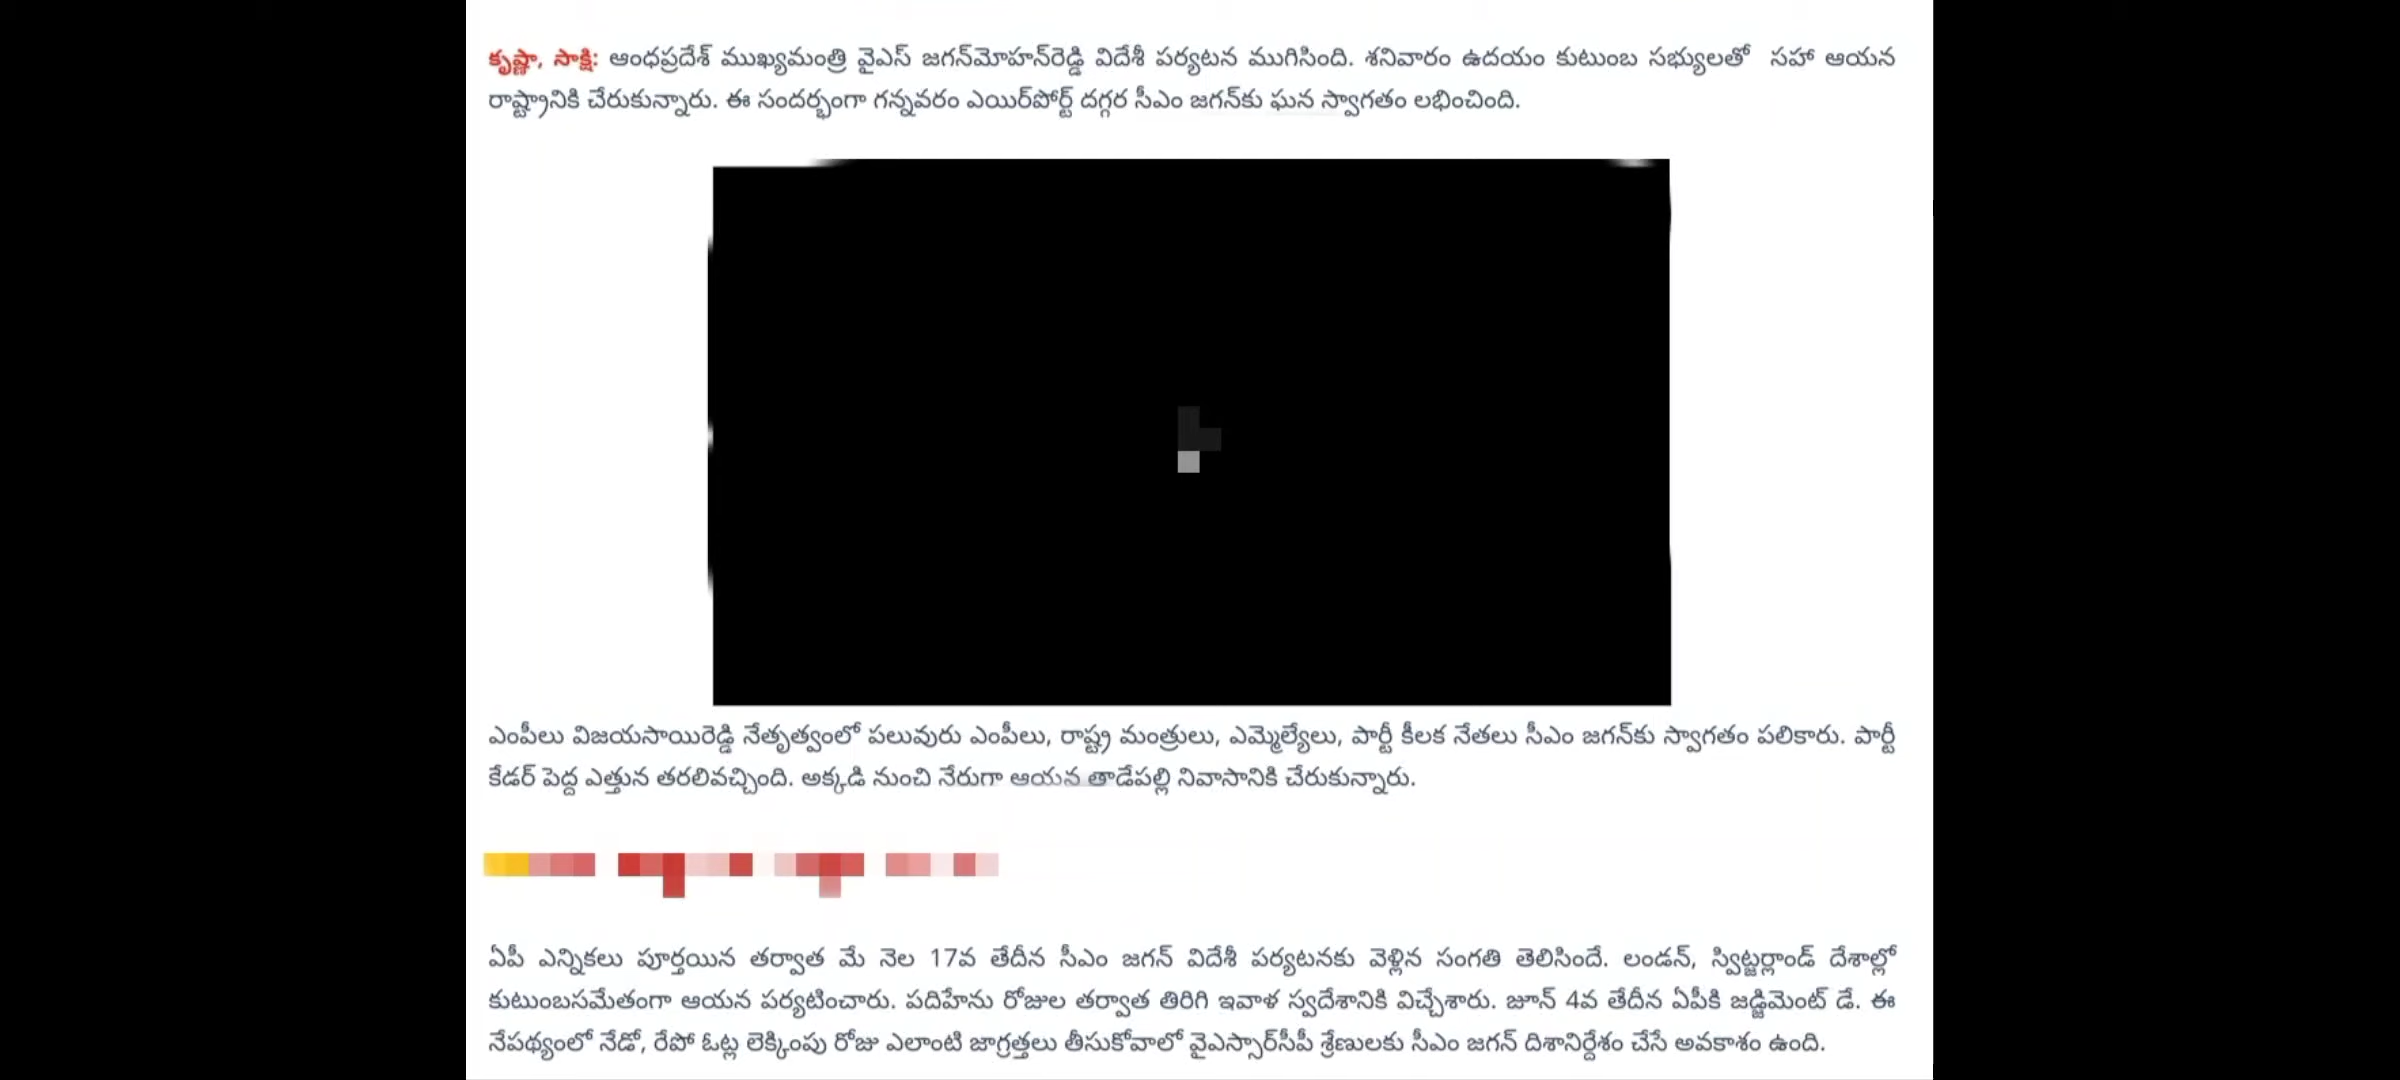 కృష్ణా, సాక్షి: ఆంధప్రదేశ్ ముఖ్యమంత్రి వైఎస్ జగన్‌మోహన్‌రెడ్డి విదేశీ పర్యటన ముగిసింది. శనివారం ఉదయం కుటుంబ సభ్యులతో సహా ఆయన
రాష్ట్రానికి చేరుకున్నారు. ఈ సందర్భంగా గన్నవరం ఎయిర్‌పోర్ట్ దగ్గర సీఎం జగన్‌కు ఘన స్వాగతం లభించింది.
ఎంపీలు విజయసాయిరెడ్డి నేతృత్వంలో పలువురు ఎంపీలు, రాష్ట్ర మంత్రులు, ఎమ్మెల్యేలు, పార్టీ కీలక నేతలు సీఎం జగన్‌కు స్వాగతం పలికారు. పార్టీ
కేడర్ పెద్ద ఎత్తున తరలివచ్చింది. అక్కడి నుంచి నేరుగా ఆయన తాడేపల్లి నివాసానికి చేరుకున్నారు.
ఏపీ ఎన్నికలు పూర్తయిన తర్వాత మే నెల 17వ తేదీన సీఎం జగన్ విదేశీ పర్యటనకు వెళ్లిన సంగతి తెలిసిందే. లండన్, స్విట్జర్లాండ్ దేశాల్లో
కుటుంబసమేతంగా ఆయన పర్యటించారు. పదిహేను రోజుల తర్వాత తిరిగి ఇవాళ స్వదేశానికి విచ్చేశారు. జూన్ 4వ తేదీన ఏపీకి జడ్జిమెంట్ డే. ఈ
నేపథ్యంలో నేడో, రేపో ఓట్ల లెక్కింపు రోజు ఎలాంటి జాగ్రత్తలు తీసుకోవాలో వైఎస్సార్‌సీపీ శ్రేణులకు సీఎం జగన్ దిశానిర్దేశం చేసే అవకాశం ఉంది.